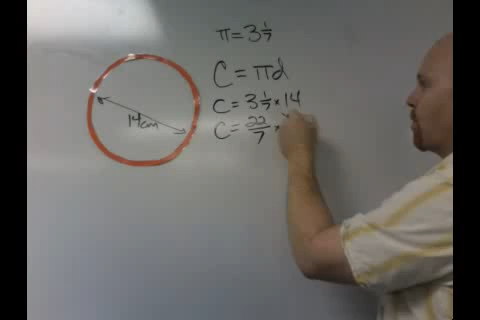 π = 3 1/7
C = πd
C = 3 1/7 × 14
C = 22/7 ×
14cm